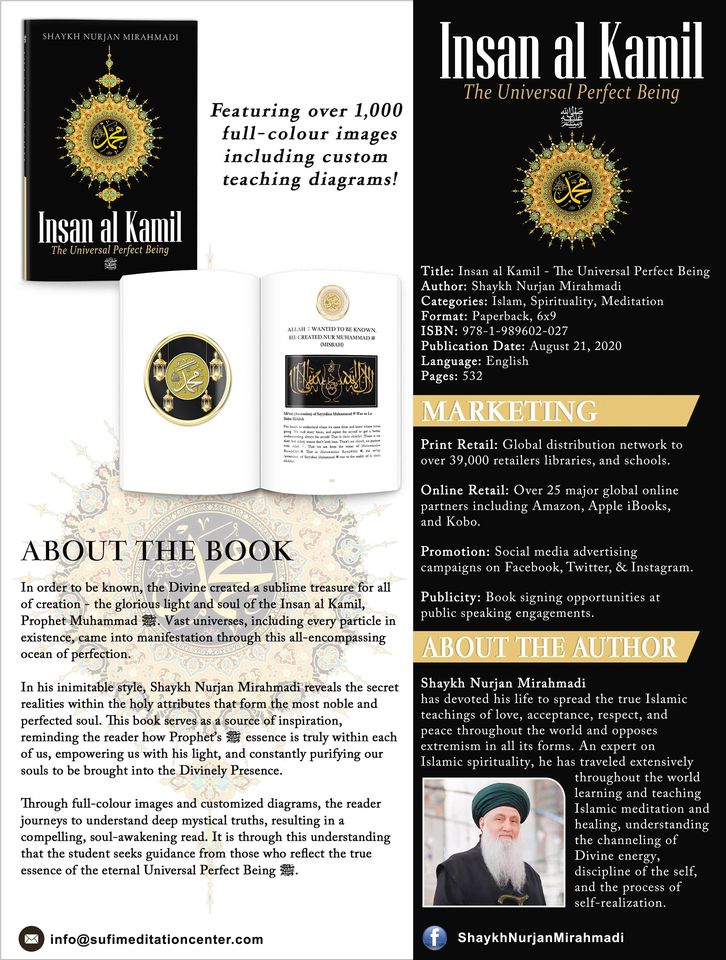 SHAYKH NURJAN MIRAHMADI
محمد
Insan al Kamil
The Universal Perfect Being
ﷺ
Featuring over 1,000
full-colour images
including custom
teaching diagrams!
محمد
ALLAH WANTED TO BE KNOWN,
HE CREATED NUR MUHAMMAD ﷺ
(MISBAH)
ABOUT THE BOOK
In order to be known, the Divine created a sublime treasure for all
of creation - the glorious light and soul of the Insan al Kamil,
Prophet Muhammad ﷺ. Vast universes, including every particle in
existence, came into manifestation through this all-encompassing
ocean of perfection.
In his inimitable style, Shaykh Nurjan Mirahmadi reveals the secret
realities within the holy attributes that form the most noble and
perfected soul. This book serves as a source of inspiration,
reminding the reader how Prophet's ﷺ essence is truly within each
of us, empowering us with his light, and constantly purifying our
souls to be brought into the Divinely Presence.
Through full-colour images and customized diagrams, the reader
journeys to understand deep mystical truths, resulting in a
compelling, soul-awakening read. It is through this understanding
that the student seeks guidance from those who reflect the true
essence of the eternal Universal Perfect Being ﷺ.
info@sufimeditationcenter.com
Insan al Kamil
The Universal Perfect Being
ﷺ
محمد
Title: Insan al Kamil - The Universal Perfect Being
Author: Shaykh Nurjan Mirahmadi
Categories: Islam, Spirituality, Meditation
Format: Paperback, 6x9
ISBN: 978-1-989602-027
Publication Date: August 21, 2020
Language: English
Pages: 532
MARKETING
Print Retail: Global distribution network to
over 39,000 retailers libraries, and schools.
Online Retail: Over 25 major global online
partners including Amazon, Apple iBooks,
and Kobo.
Promotion: Social media advertising
campaigns on Facebook, Twitter, & Instagram.
Publicity: Book signing opportunities at
public speaking engagements.
ABOUT THE AUTHOR
Shaykh Nurjan Mirahmadi
has devoted his life to spread the true Islamic
teachings of love, acceptance, respect, and
peace throughout the world and opposes
extremism in all its forms. An expert on
Islamic spirituality, he has traveled extensively
throughout the world
learning and teaching
Islamic meditation and
healing, understanding
the channeling of
Divine energy,
discipline of the self,
and the process of
self-realization.
f ShaykhNurjanMirahmadi